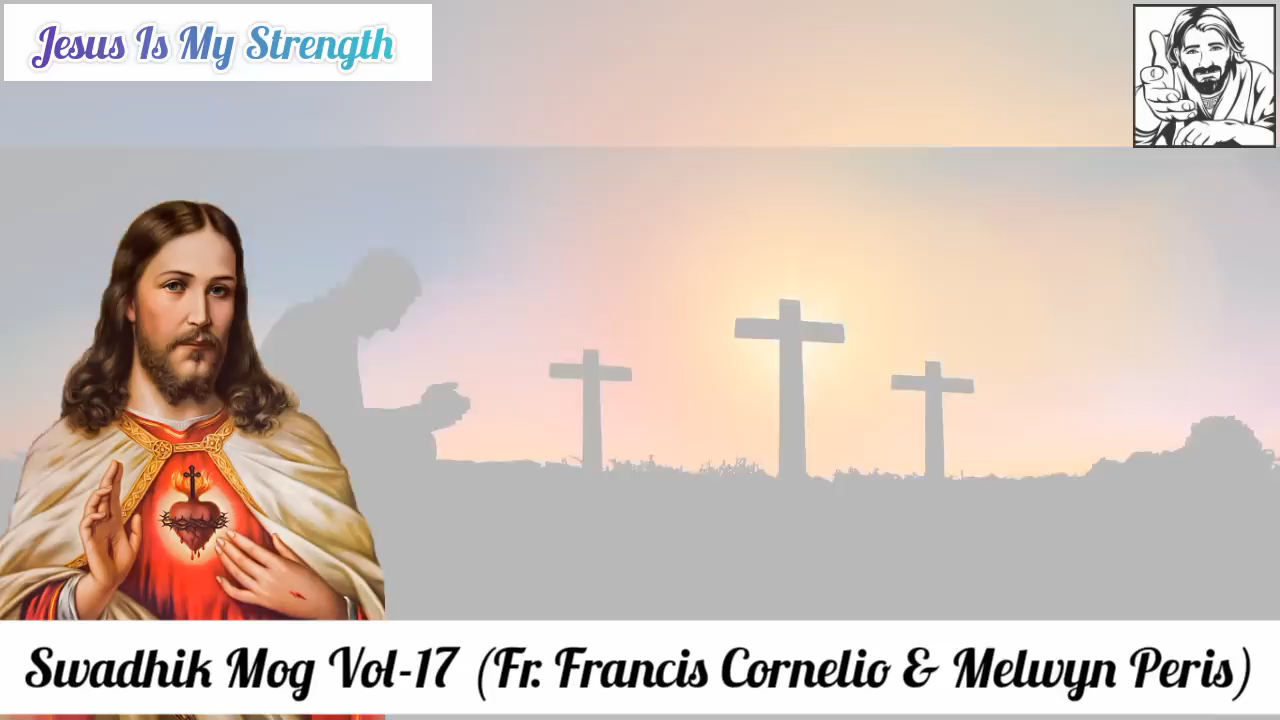 Jesus Is My Strength
Swadhik Mog Vol-17 (Fr. Francis Cornelio & Melwyn Peris)